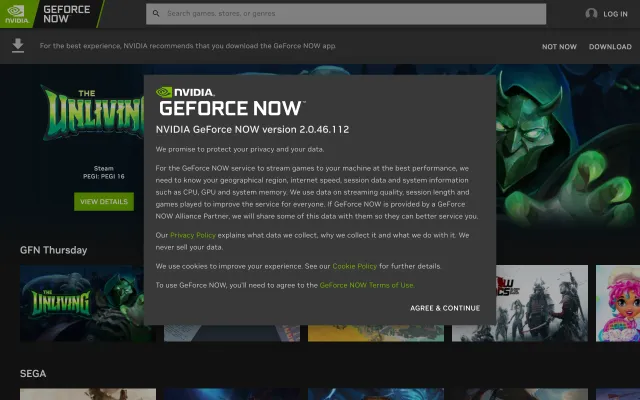 NVIDIA.
GEFORCE
NOW
Search games, stores, or genres
LOG IN
For the best experience, NVIDIA recommends that you download the GeForce NOW app.
NOT NOW
DOWNLOAD
THE
UNLIVING
Steam
PEGI: PEGI 16
VIEW DETAILS
NVIDIA.
GEFORCE NOW
NVIDIA GeForce NOW version 2.0.46.112
We promise to protect your privacy and your data.
For the GeForce NOW service to stream games to your machine at the best performance, we
need to know your geographical region, internet speed, session data and system information
such as CPU, GPU and system memory. We use data on streaming quality, session length and
games played to improve the service for everyone. If GeForce NOW is provided by a GeForce
NOW Alliance Partner, we will share some of this data with them so they can better service you.
Our Privacy Policy explains what data we collect, why we collect it and what we do with it. We
never sell your data.
We use cookies to improve your experience. See our Cookie Policy for further details.
To use GeForce NOW, you'll need to agree to the GeForce NOW Terms of Use.
AGREE & CONTINUE
GFN Thursday
THE
UNLIVING
SEGA